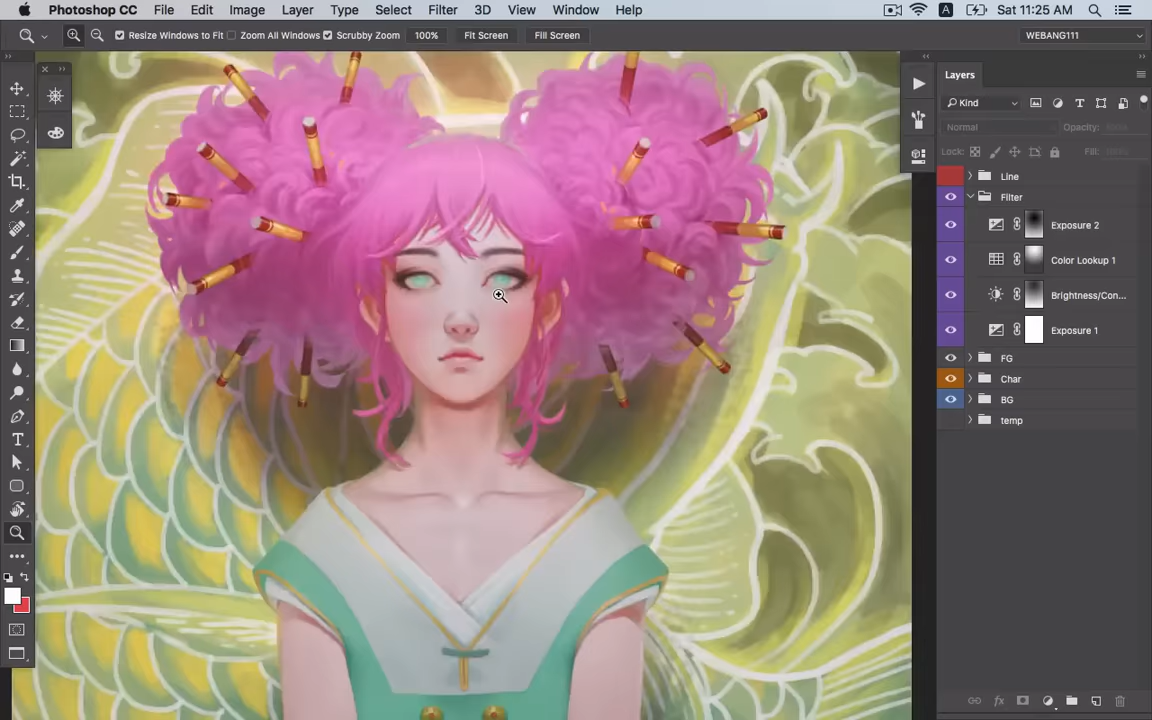 Photoshop CC File Edit Image Layer Type Select Filter 3D View Window Help A Sat 11:25 AM
Resize Windows to Fit Zoom All Windows Scrubby Zoom 100% Fit Screen Fill Screen WEBANG111
Layers
Kind T
Normal Opacity:
Lock: Fill:
Line
Filter
Exposure 2
Color Lookup 1
Brightness/Con...
Exposure 1
FG
Char
BG
temp
T
fx